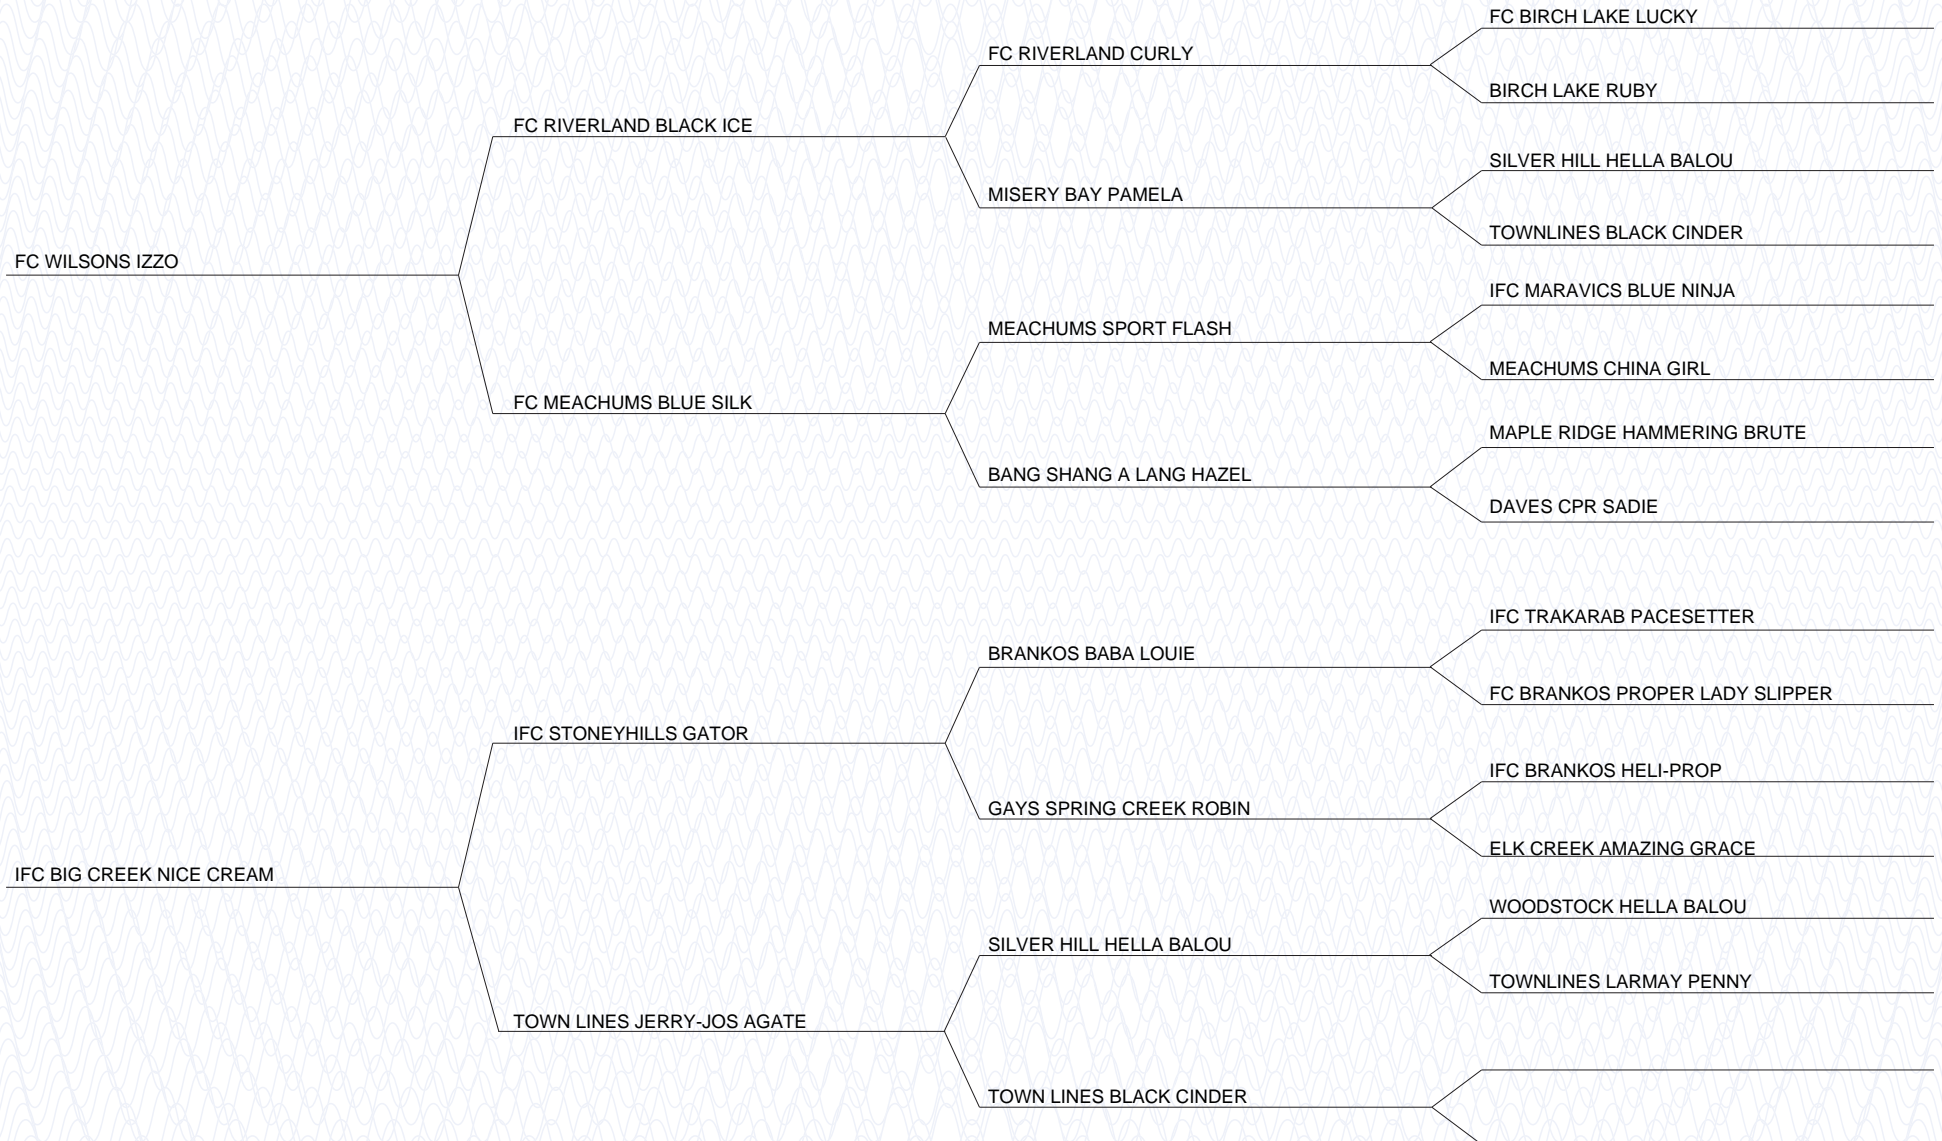 FC BIRCH LAKE LUCKY
FC RIVERLAND CURLY
BIRCH LAKE RUBY
FC RIVERLAND BLACK ICE
SILVER HILL HELLA BALOU
MISERY BAY PAMELA
TOWNLINES BLACK CINDER
FC WILSONS IZZO
IFC MARAVICS BLUE NINJA
MEACHUMS SPORT FLASH
MEACHUMS CHINA GIRL
FC MEACHUMS BLUE SILK
MAPLE RIDGE HAMMERING BRUTE
BANG SHANG A LANG HAZEL
DAVES CPR SADIE
IFC TRAKARAB PACESETTER
BRANKOS BABA LOUIE
FC BRANKOS PROPER LADY SLIPPER
IFC STONEYHILLS GATOR
IFC BRANKOS HELI-PROP
GAYS SPRING CREEK ROBIN
ELK CREEK AMAZING GRACE
IFC BIG CREEK NICE CREAM
WOODSTOCK HELLA BALOU
SILVER HILL HELLA BALOU
TOWNLINES LARMAY PENNY
TOWN LINES JERRY-JOS AGATE
TOWN LINES BLACK CINDER